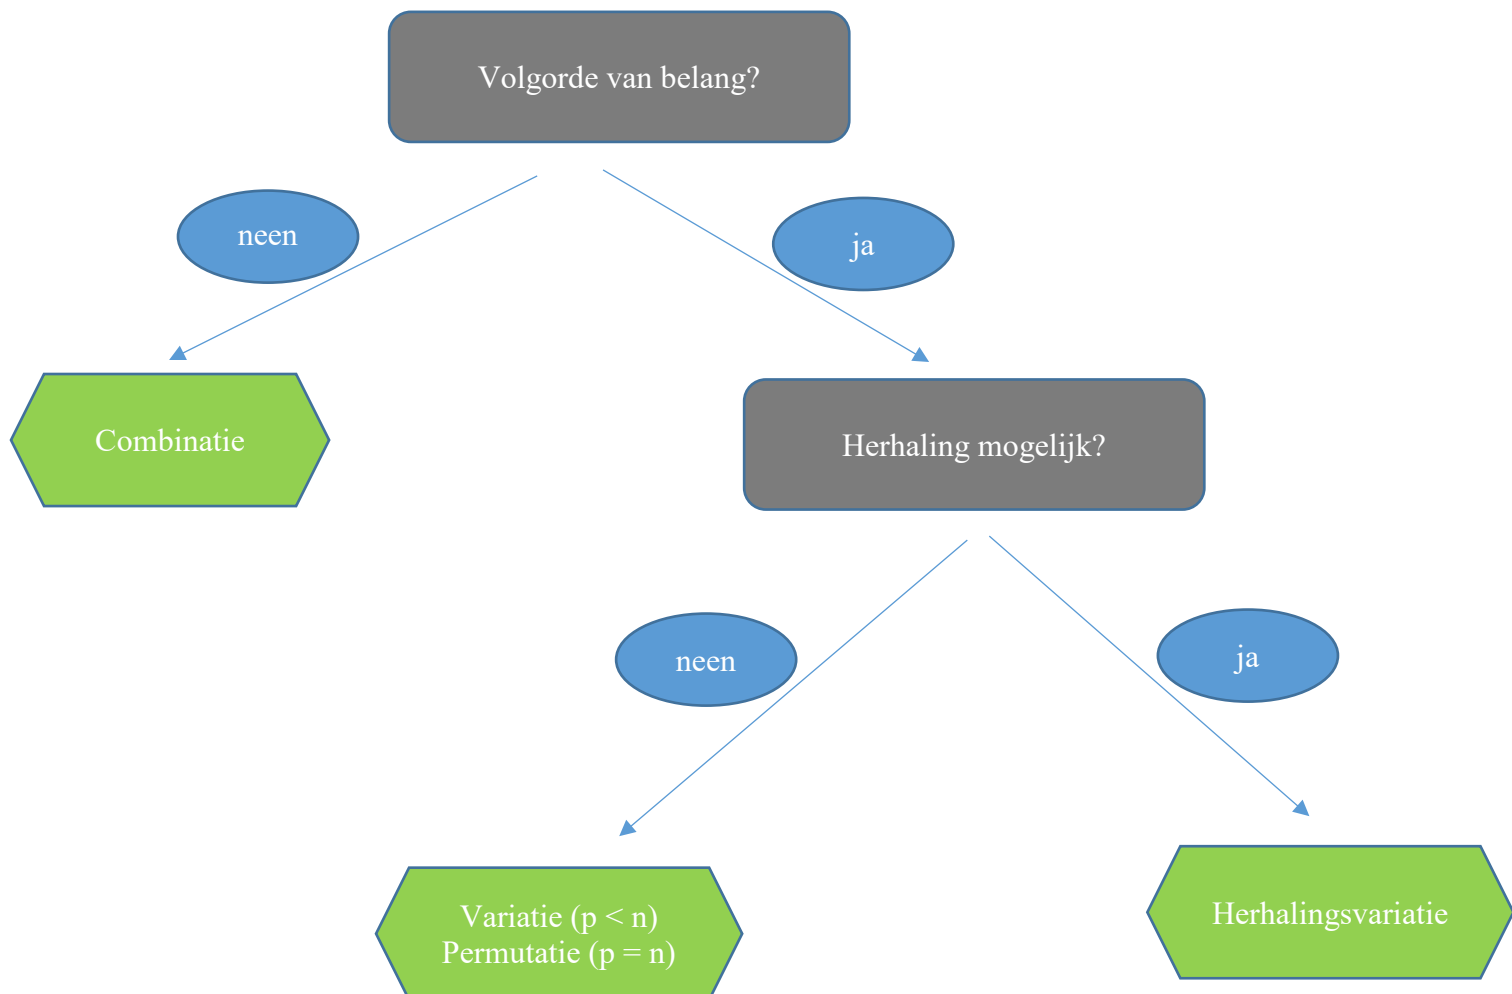 Volgorde van belang?
neen
ja
Combinatie
Herhaling mogelijk?
neen
ja
Variatie (p < n)
Permutatie (p = n)
Herhalingsvariatie